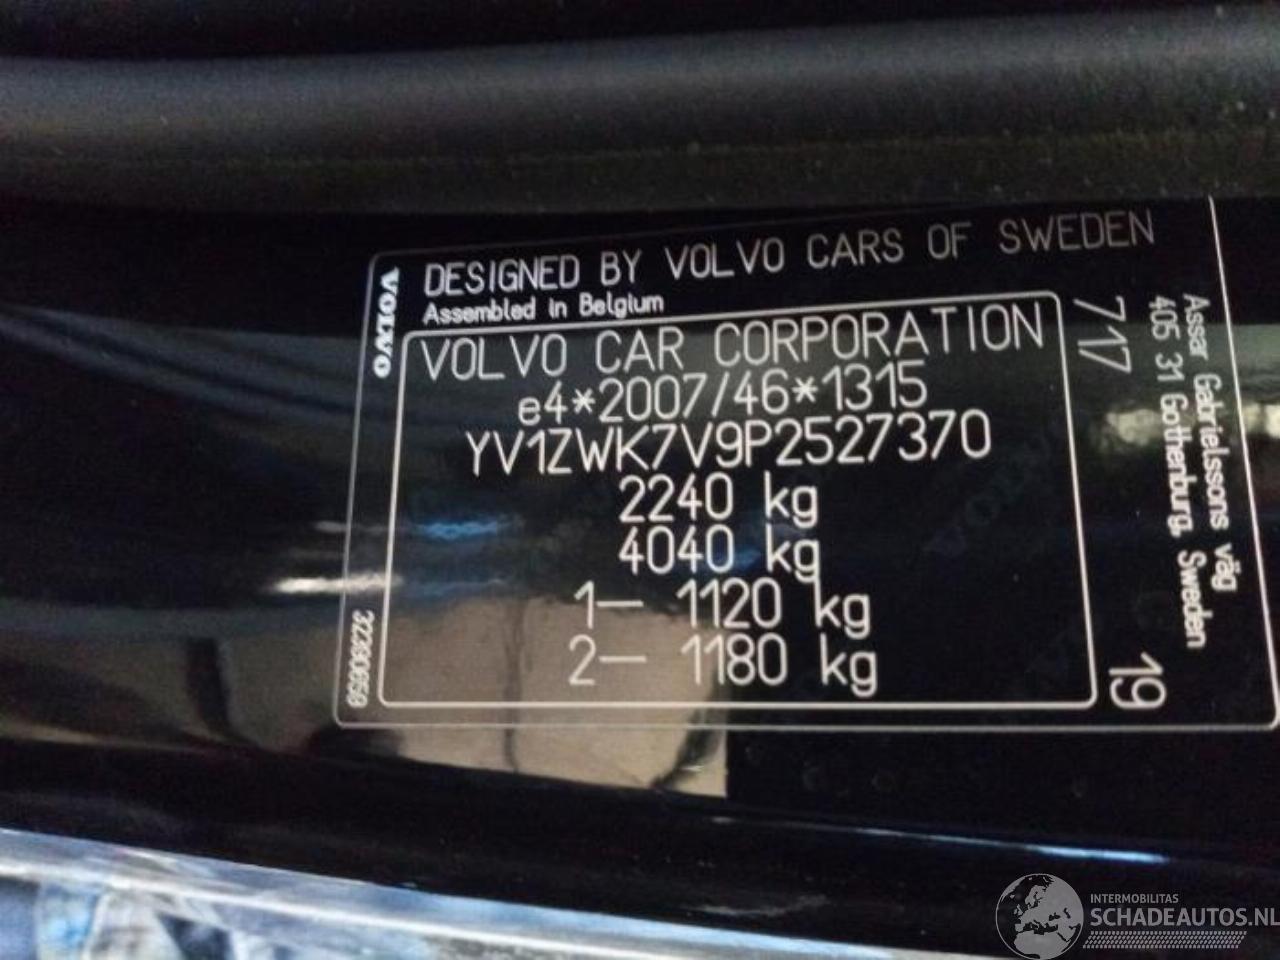 VOLVO
DESIGNED BY VOLVO CARS OF SWEDEN
Assembled in Belgium
VOLVO CAR CORPORATION
e4*2007/46*1315
YV1ZWK7V9P2527370
2240 kg
4040 kg
1– 1120 kg
2– 1180 kg
32390658
717
19
Assar Gabrielssons väg
405 31 Gothenburg, Sweden
INTERMOBILITAS
SCHADEAUTOS.NL